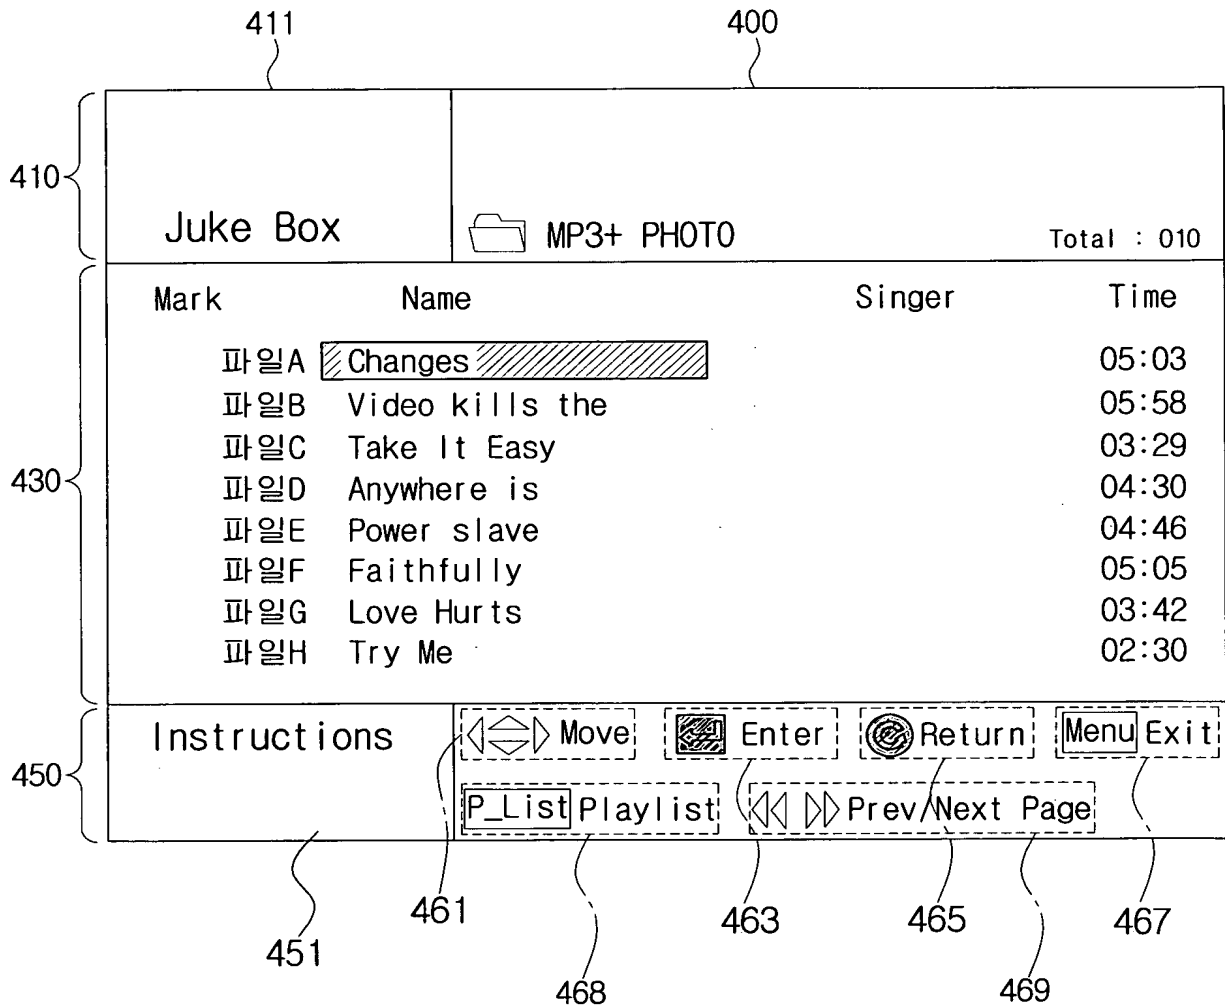 411 400
410
Juke Box MP3+ PHOTO Total : 010
Mark Name Singer Time
파일A Changes 05:03
파일B Video kills the 05:58
파일C Take It Easy 03:29
430
파일D Anywhere is 04:30
파일E Power slave 04:46
파일F Faithfully 05:05
파일G Love Hurts 03:42
파일H Try Me 02:30
Instructions Move Enter Return Menu Exit
450
P_List Playlist Prev/Next Page
461 463 465 467
451
468 469